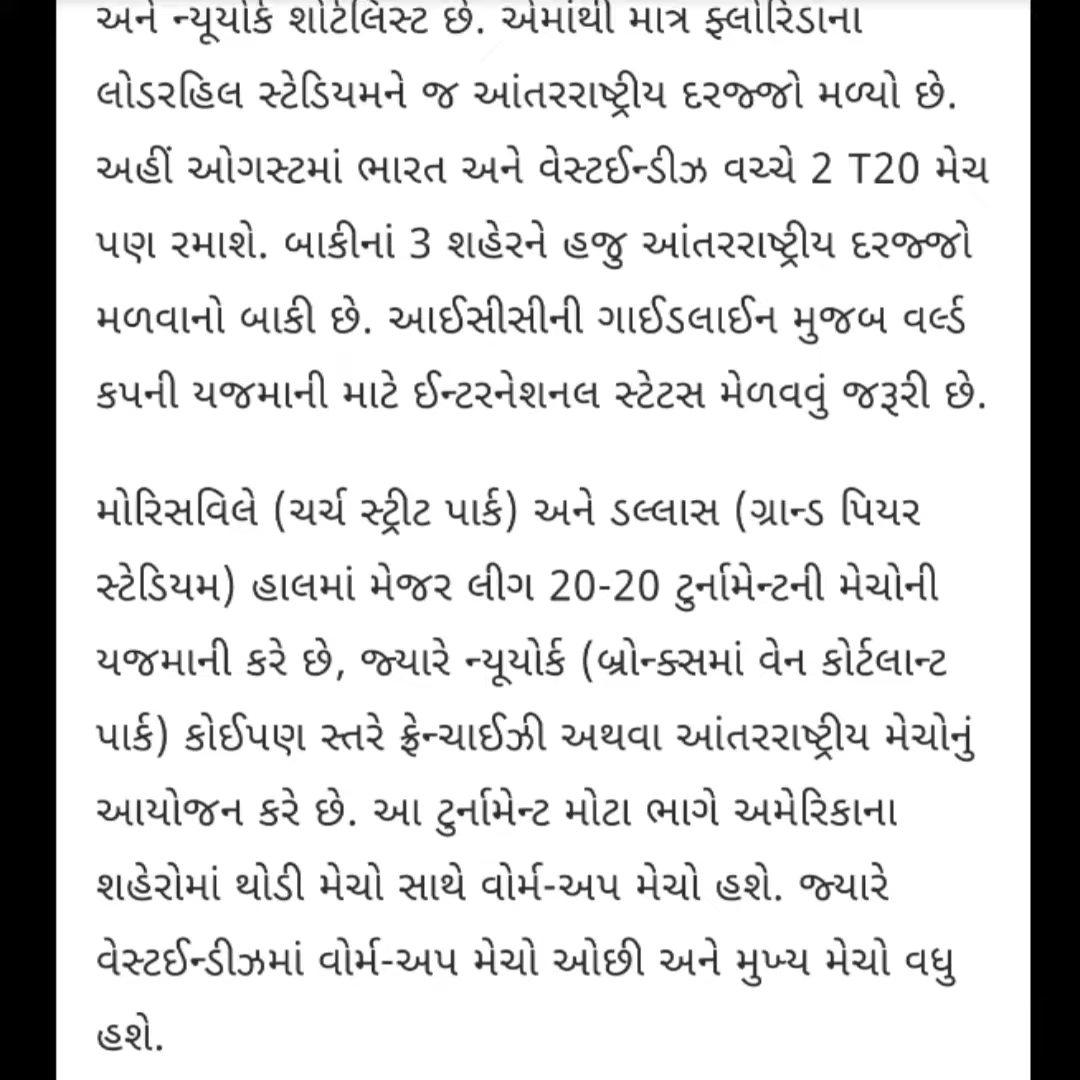 અને ન્યૂયોર્ક શોર્ટલિસ્ટ છે. એમાંથી માત્ર ફ્લોરિડાના
લોડરહિલ સ્ટેડિયમને જ આંતરરાષ્ટ્રીય દરજ્જો મળ્યો છે.
અહીં ઓગસ્ટમાં ભારત અને વેસ્ટઈન્ડીઝ વચ્ચે 2 T20 મેચ
પણ રમાશે. બાકીનાં 3 શહેરને હજુ આંતરરાષ્ટ્રીય દરજ્જો
મળવાનો બાકી છે. આઈસીસીની ગાઈડલાઈન મુજબ વર્લ્ડ
કપની યજમાની માટે ઈન્ટરનેશનલ સ્ટેટસ મેળવવું જરૂરી છે.
મોરિસવિલે (ચર્ચ સ્ટ્રીટ પાર્ક) અને ડલ્લાસ (ગ્રાન્ડ પિયર
સ્ટેડિયમ) હાલમાં મેજર લીગ 20-20 ટુર્નામેન્ટની મેચોની
યજમાની કરે છે, જ્યારે ન્યૂયોર્ક (બ્રોન્ક્સમાં વેન કોર્ટલાન્ટ
પાર્ક) કોઈપણ સ્તરે ફ્રેન્ચાઈઝી અથવા આંતરરાષ્ટ્રીય મેચોનું
આયોજન કરે છે. આ ટુર્નામેન્ટ મોટા ભાગે અમેરિકાના
શહેરોમાં થોડી મેચો સાથે વોર્મ-અપ મેચો હશે. જ્યારે
વેસ્ટઈન્ડીઝમાં વોર્મ-અપ મેચો ઓછી અને મુખ્ય મેચો વધુ
હશે.